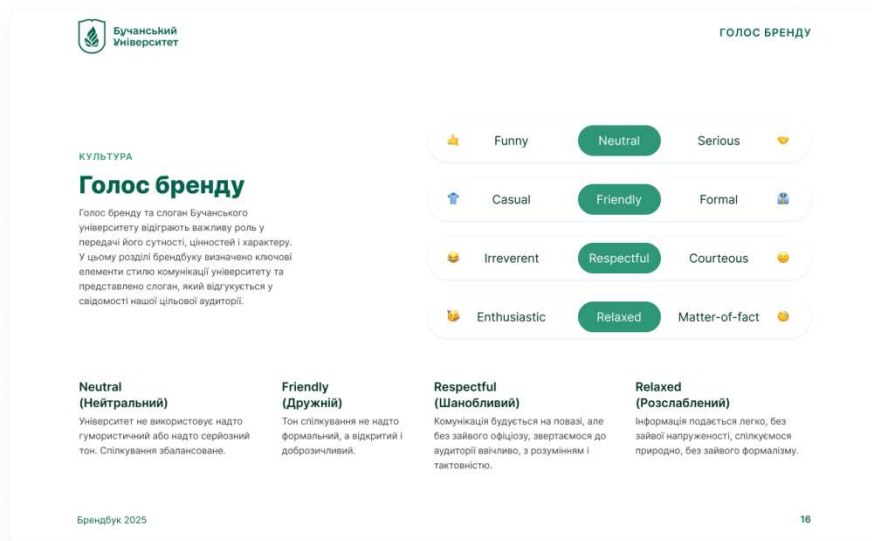 Бучанський
Університет
ГОЛОС БРЕНДУ
КУЛЬТУРА
Голос бренду
Голос бренду та слоган Бучанського
університету відіграють важливу роль у
передачі його сутності, цінностей і характеру.
У цьому розділі брендбуку визначено ключові
елементи стилю комунікації університету та
представлено слоган, який відгукується у
свідомості нашої цільової аудиторії.
Funny Neutral Serious
Casual Friendly Formal
Irreverent Respectful Courteous
Enthusiastic Relaxed Matter-of-fact
Neutral
(Нейтральний)
Університет не використовує надто
гумористичний або надто серйозний
тон. Спілкування збалансоване.
Friendly
(Дружній)
Тон спілкування не надто
формальний, а відкритий і
доброзичливий.
Respectful
(Шанобливий)
Комунікація будується на повазі, але
без зайвого офіціозу, звертаємося до
аудиторії ввічливо, з розумінням і
тактовністю.
Relaxed
(Розслаблений)
Інформація подається легко, без
зайвої напруженості, спілкуємося
природно, без зайвого формалізму.
Брендбук 2025
16